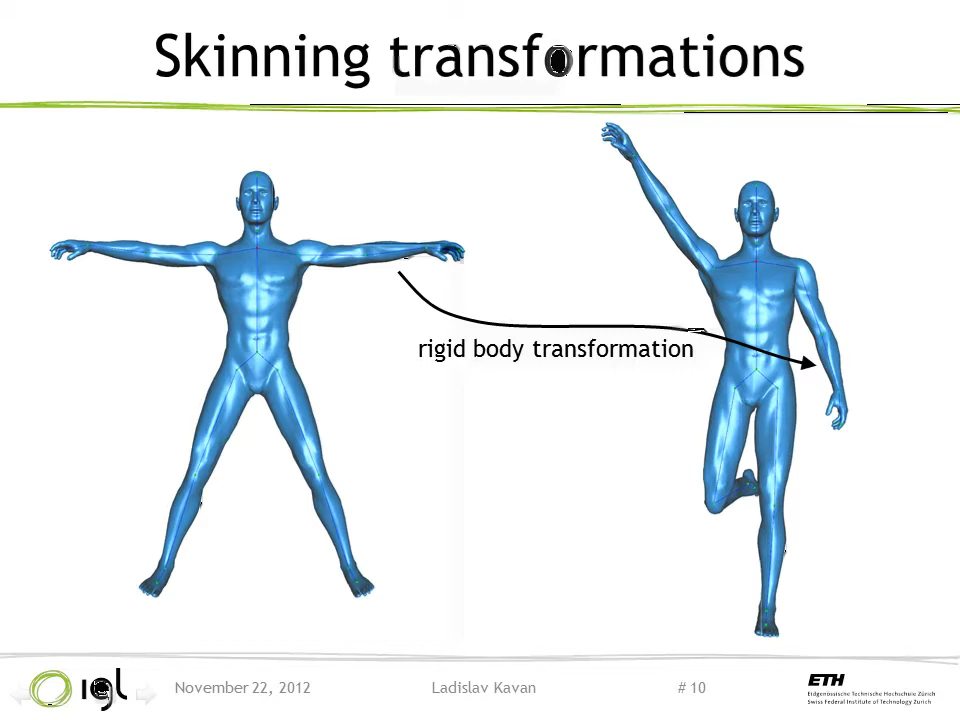 Skinning transformations
rigid body transformation
igl
November 22, 2012
Ladislav Kavan
# 10
ETH
Eidgenössische Technische Hochschule Zürich
Swiss Federal Institute of Technology Zurich